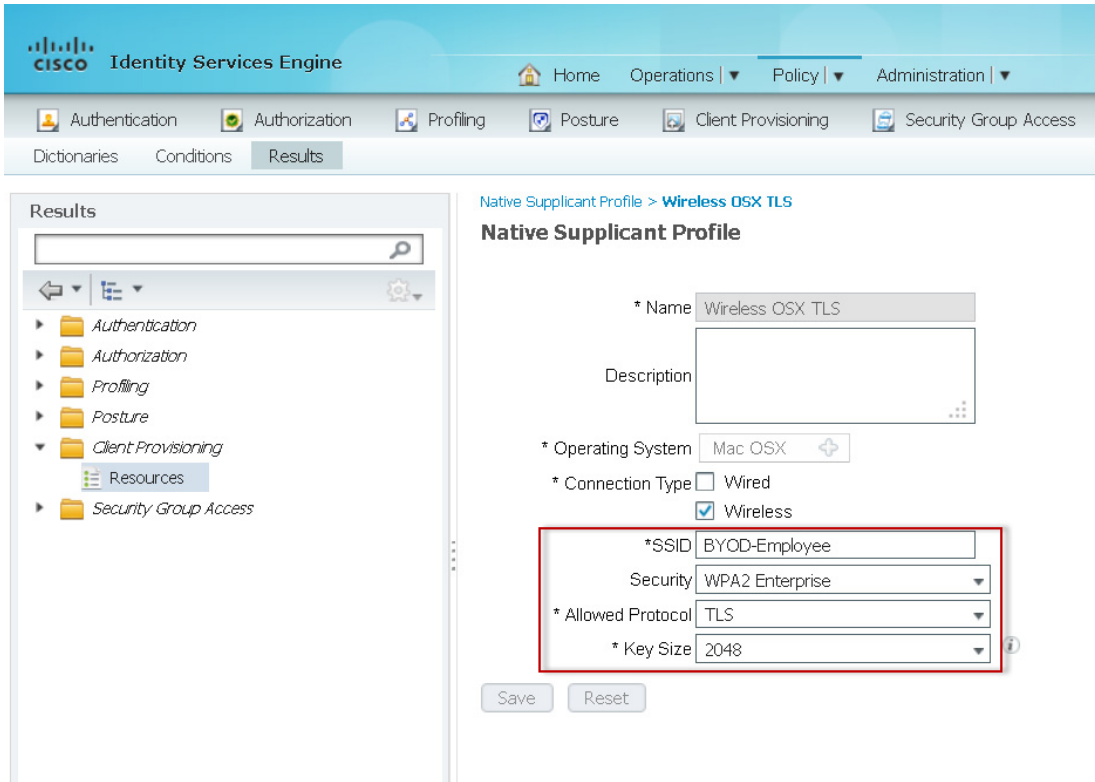 CISCO Identity Services Engine
Home Operations Policy Administration
Authentication Authorization Profiling Posture Client Provisioning Security Group Access
Dictionaries Conditions Results
Results
Authentication
Authorization
Profiling
Posture
Client Provisioning
Resources
Security Group Access
Native Supplicant Profile > Wireless OSX TLS
Native Supplicant Profile
* Name Wireless OSX TLS
Description
* Operating System Mac OSX
* Connection Type Wired
Wireless
*SSID BYOD-Employee
Security WPA2 Enterprise
* Allowed Protocol TLS
* Key Size 2048
Save Reset